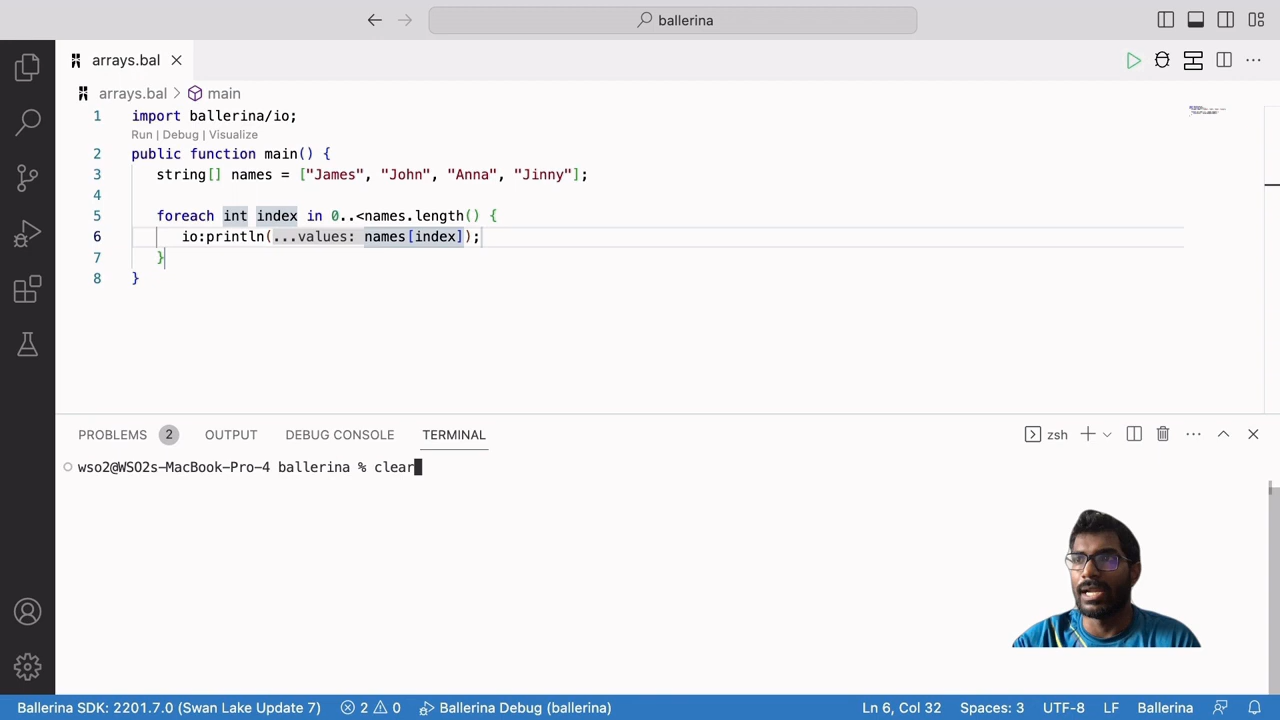 ballerina
arrays.bal
arrays.bal > main
1 import ballerina/io;
Run | Debug | Visualize
2 public function main() {
3 string[] names = ["James", "John", "Anna", "Jinny"];
4
5 foreach int index in 0..<names.length() {
6 io:println(...values: names[index]);
7 }
8 }
PROBLEMS 2 OUTPUT DEBUG CONSOLE TERMINAL zsh
wso2@WSO2s-MacBook-Pro-4 ballerina % clear
Ballerina SDK: 2201.7.0 (Swan Lake Update 7) 2 0 Ballerina Debug (ballerina) Ln 6, Col 32 Spaces: 3 UTF-8 LF Ballerina